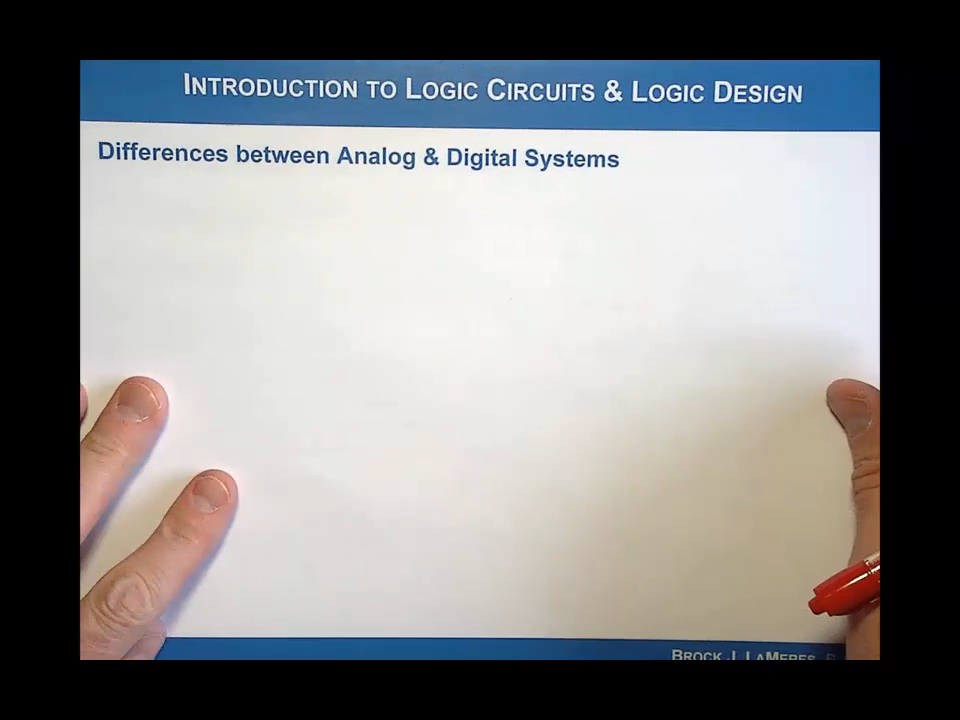 INTRODUCTION TO LOGIC CIRCUITS & LOGIC DESIGN
Differences between Analog & Digital Systems
BROCK J. LAMERES